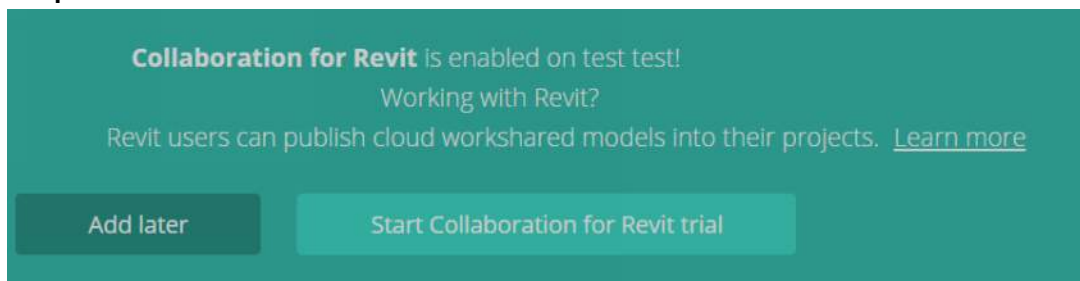 Collaboration for Revit is enabled on test test!
Working with Revit?
Revit users can publish cloud workshared models into their projects. Learn more
Add later
Start Collaboration for Revit trial